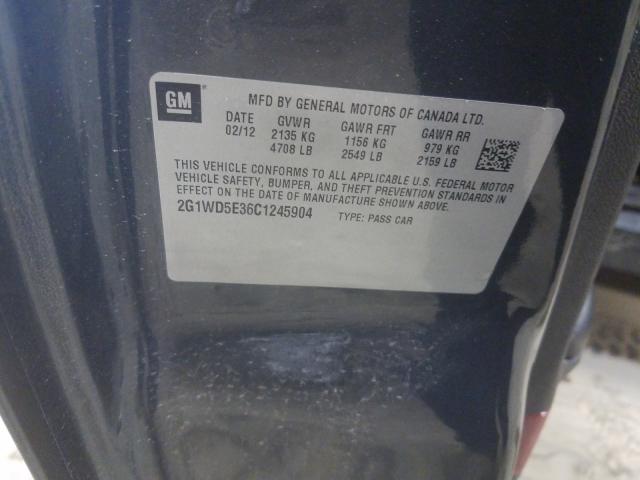 GM
MFD BY GENERAL MOTORS OF CANADA LTD.
DATE GVWR GAWR FRT GAWR RR
02/12 2135 KG 1156 KG 979 KG
4708 LB 2549 LB 2159 LB
THIS VEHICLE CONFORMS TO ALL APPLICABLE U.S. FEDERAL MOTOR
VEHICLE SAFETY, BUMPER, AND THEFT PREVENTION STANDARDS IN
EFFECT ON THE DATE OF MANUFACTURE SHOWN ABOVE.
2G1WD5E36C1245904 TYPE: PASS CAR